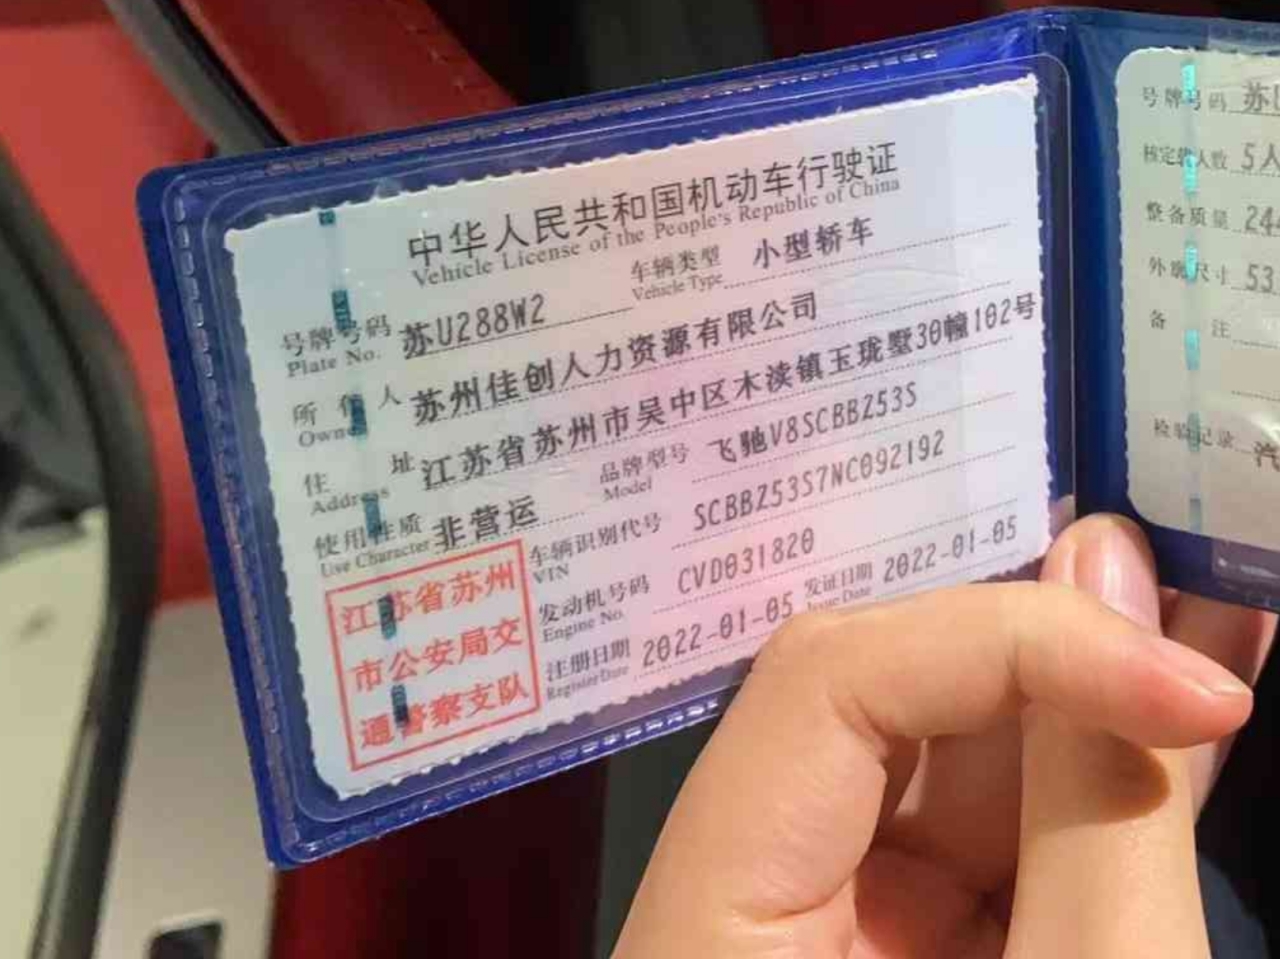 中华人民共和国机动车行驶证
Vehicle License of the People's Republic of China
号牌号码 苏U288W2 车辆类型 小型轿车
Plate No. Vehicle Type
所有人 苏州佳创人力资源有限公司
Owner
住址 江苏省苏州市吴中区木渎镇玉珑墅30幢102号
Address
使用性质 非营运 品牌型号 飞驰V8SCBBZ53S
Use Character Model
车辆识别代号 SCBBZ53S7NC092192
VIN
发动机号码 CVD031820
Engine No.
注册日期 2022-01-05 发证日期 2022-01-05
Register Date Issue Date
江苏省苏州
市公安局交
通警察支队
号牌号码 苏
核定载人数 5人
整备质量 24
外廓尺寸 53
备注
检验记录 汽